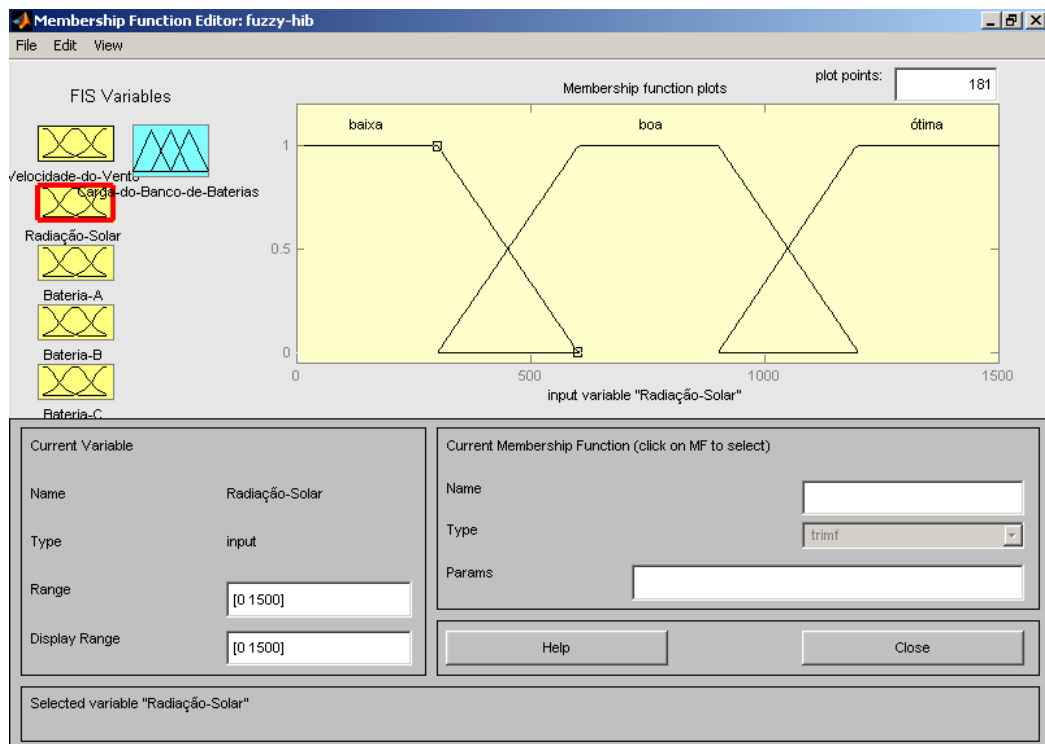 Membership Function Editor: fuzzy-hib
File Edit View
FIS Variables
Membership function plots
plot points:
181
Velocidade-do-Vento
Carga-do-Banco-de-Baterias
Radiação-Solar
Bateria-A
Bateria-B
Bateria-C
baixa boa ótima
1
0.5
0
0 500 1000 1500
input variable "Radiação-Solar"
Current Variable
Name Radiação-Solar
Type input
Range [0 1500]
Display Range [0 1500]
Current Membership Function (click on MF to select)
Name
Type trimf
Params
Help Close
Selected variable "Radiação-Solar"